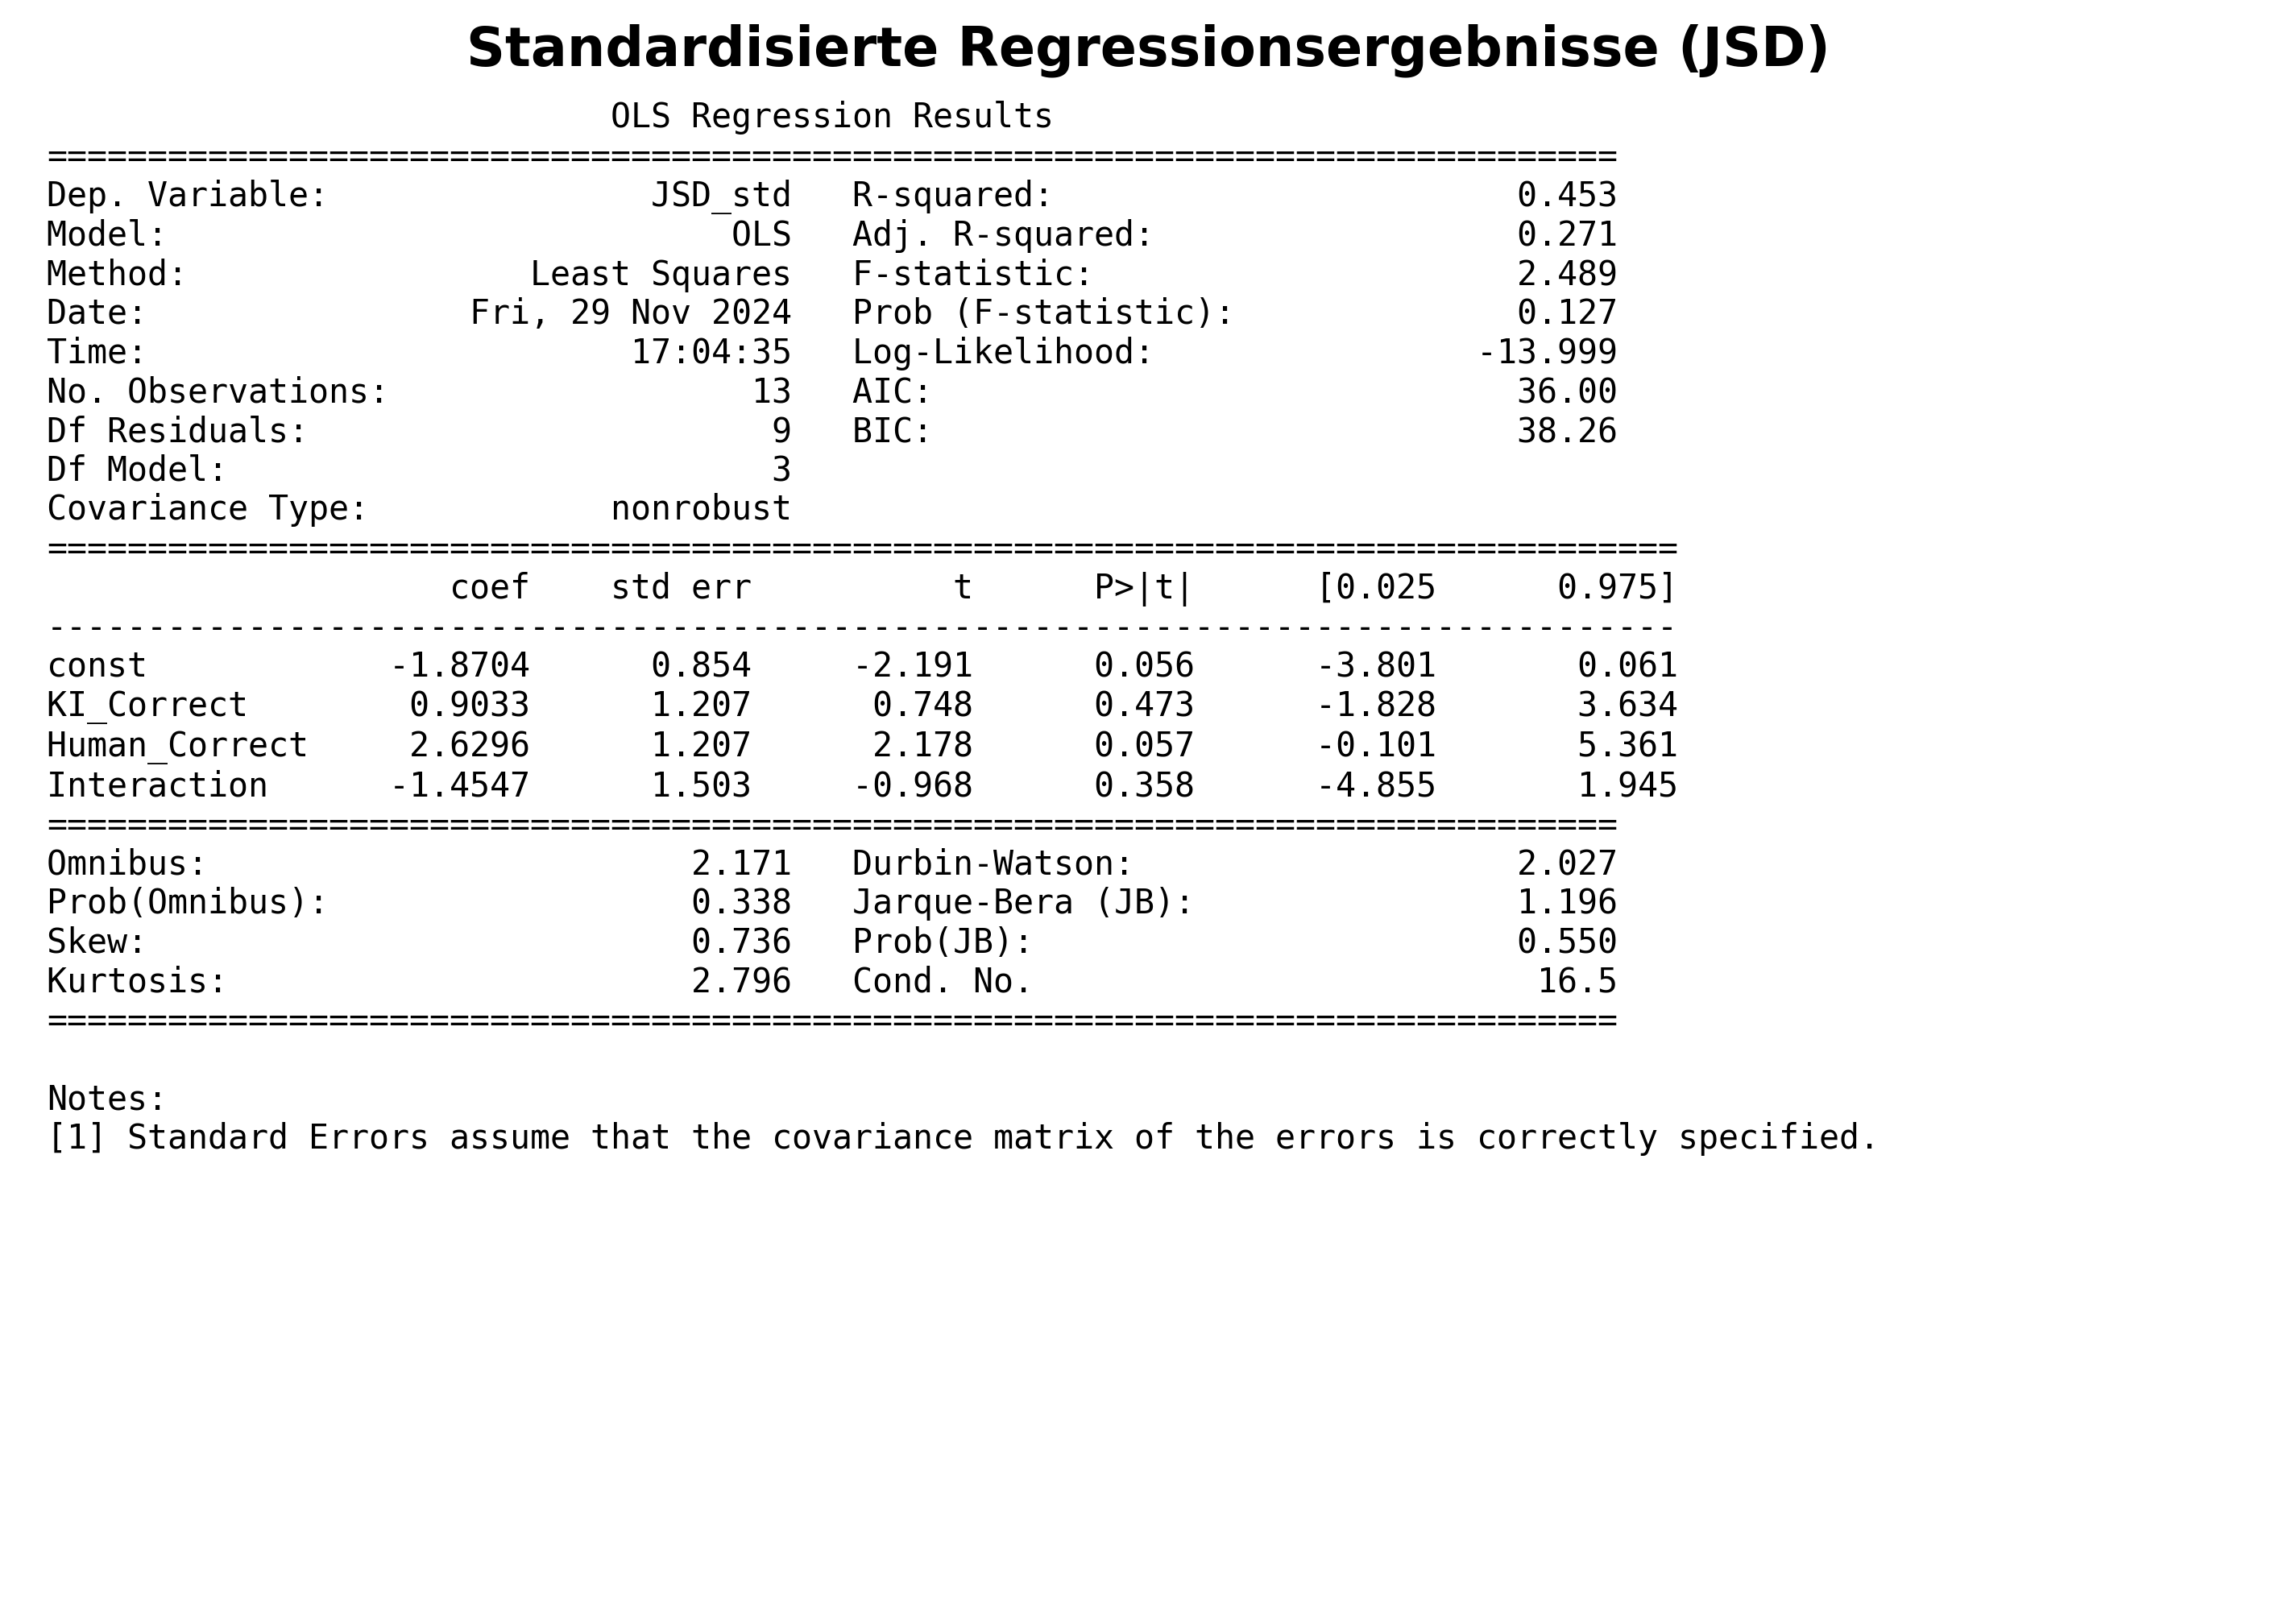 Standardisierte Regressionsergebnisse (JSD)
                            OLS Regression Results
==============================================================================
Dep. Variable:                JSD_std   R-squared:                       0.453
Model:                            OLS   Adj. R-squared:                  0.271
Method:                 Least Squares   F-statistic:                     2.489
Date:                Fri, 29 Nov 2024   Prob (F-statistic):              0.127
Time:                        17:04:35   Log-Likelihood:                -13.999
No. Observations:                  13   AIC:                             36.00
Df Residuals:                       9   BIC:                             38.26
Df Model:                           3
Covariance Type:            nonrobust
=================================================================================
                    coef    std err          t      P>|t|      [0.025      0.975]
---------------------------------------------------------------------------------
const            -1.8704      0.854     -2.191      0.056      -3.801       0.061
KI_Correct        0.9033      1.207      0.748      0.473      -1.828       3.634
Human_Correct     2.6296      1.207      2.178      0.057      -0.101       5.361
Interaction      -1.4547      1.503     -0.968      0.358      -4.855       1.945
==============================================================================
Omnibus:                        2.171   Durbin-Watson:                   2.027
Prob(Omnibus):                  0.338   Jarque-Bera (JB):                1.196
Skew:                           0.736   Prob(JB):                        0.550
Kurtosis:                       2.796   Cond. No.                         16.5
==============================================================================
Notes:
[1] Standard Errors assume that the covariance matrix of the errors is correctly specified.